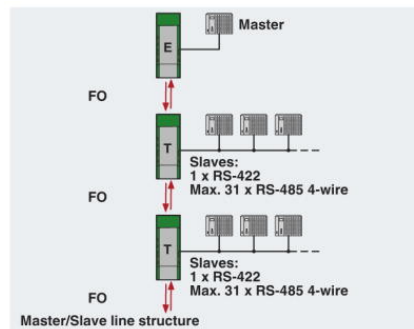 Master
E
FO
T
Slaves:
1 x RS-422
Max. 31 x RS-485 4-wire
FO
T
Slaves:
1 x RS-422
Max. 31 x RS-485 4-wire
FO
Master/Slave line structure